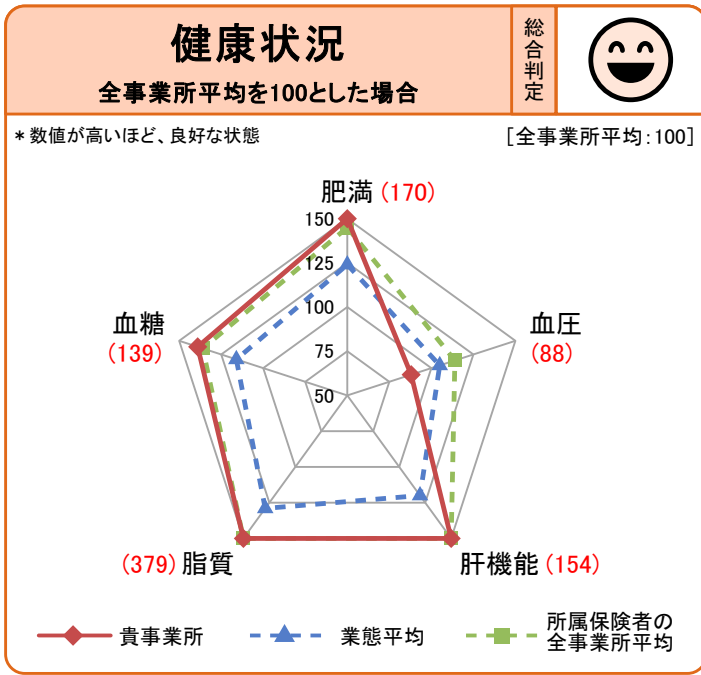 健康状況
全事業所平均を100とした場合
総合判定
*数値が高いほど、良好な状態
[全事業所平均:100]
肥満(170)
150
125
100
75
50
血糖
(139)
血圧
(88)
(379)脂質
肝機能(154)
貴事業所
業態平均
所属保険者の
全事業所平均